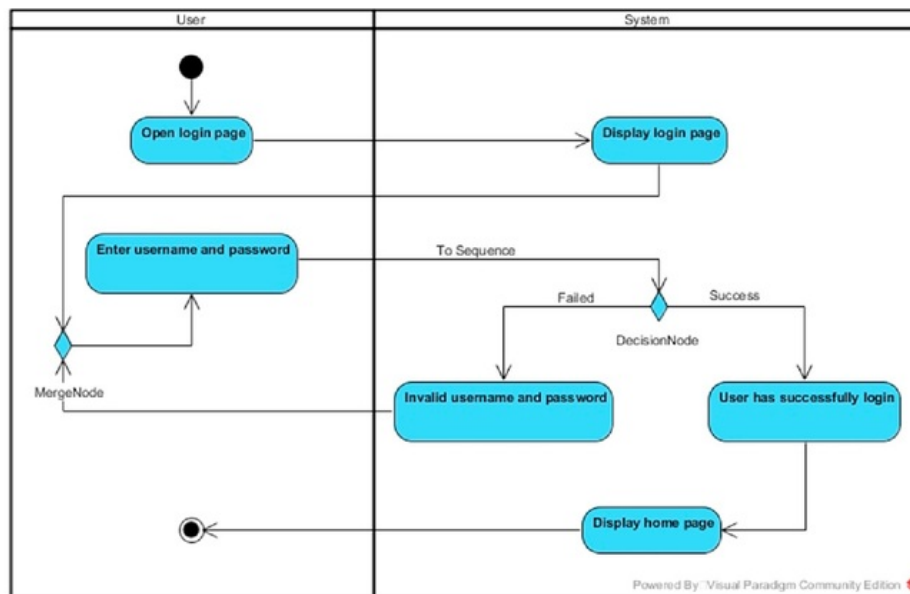 User
System
Open login page
Display login page
Enter username and password
To Sequence
Failed
Success
DecisionNode
MergeNode
Invalid username and password
User has successfully login
Display home page
Powered By Visual Paradigm Community Edition